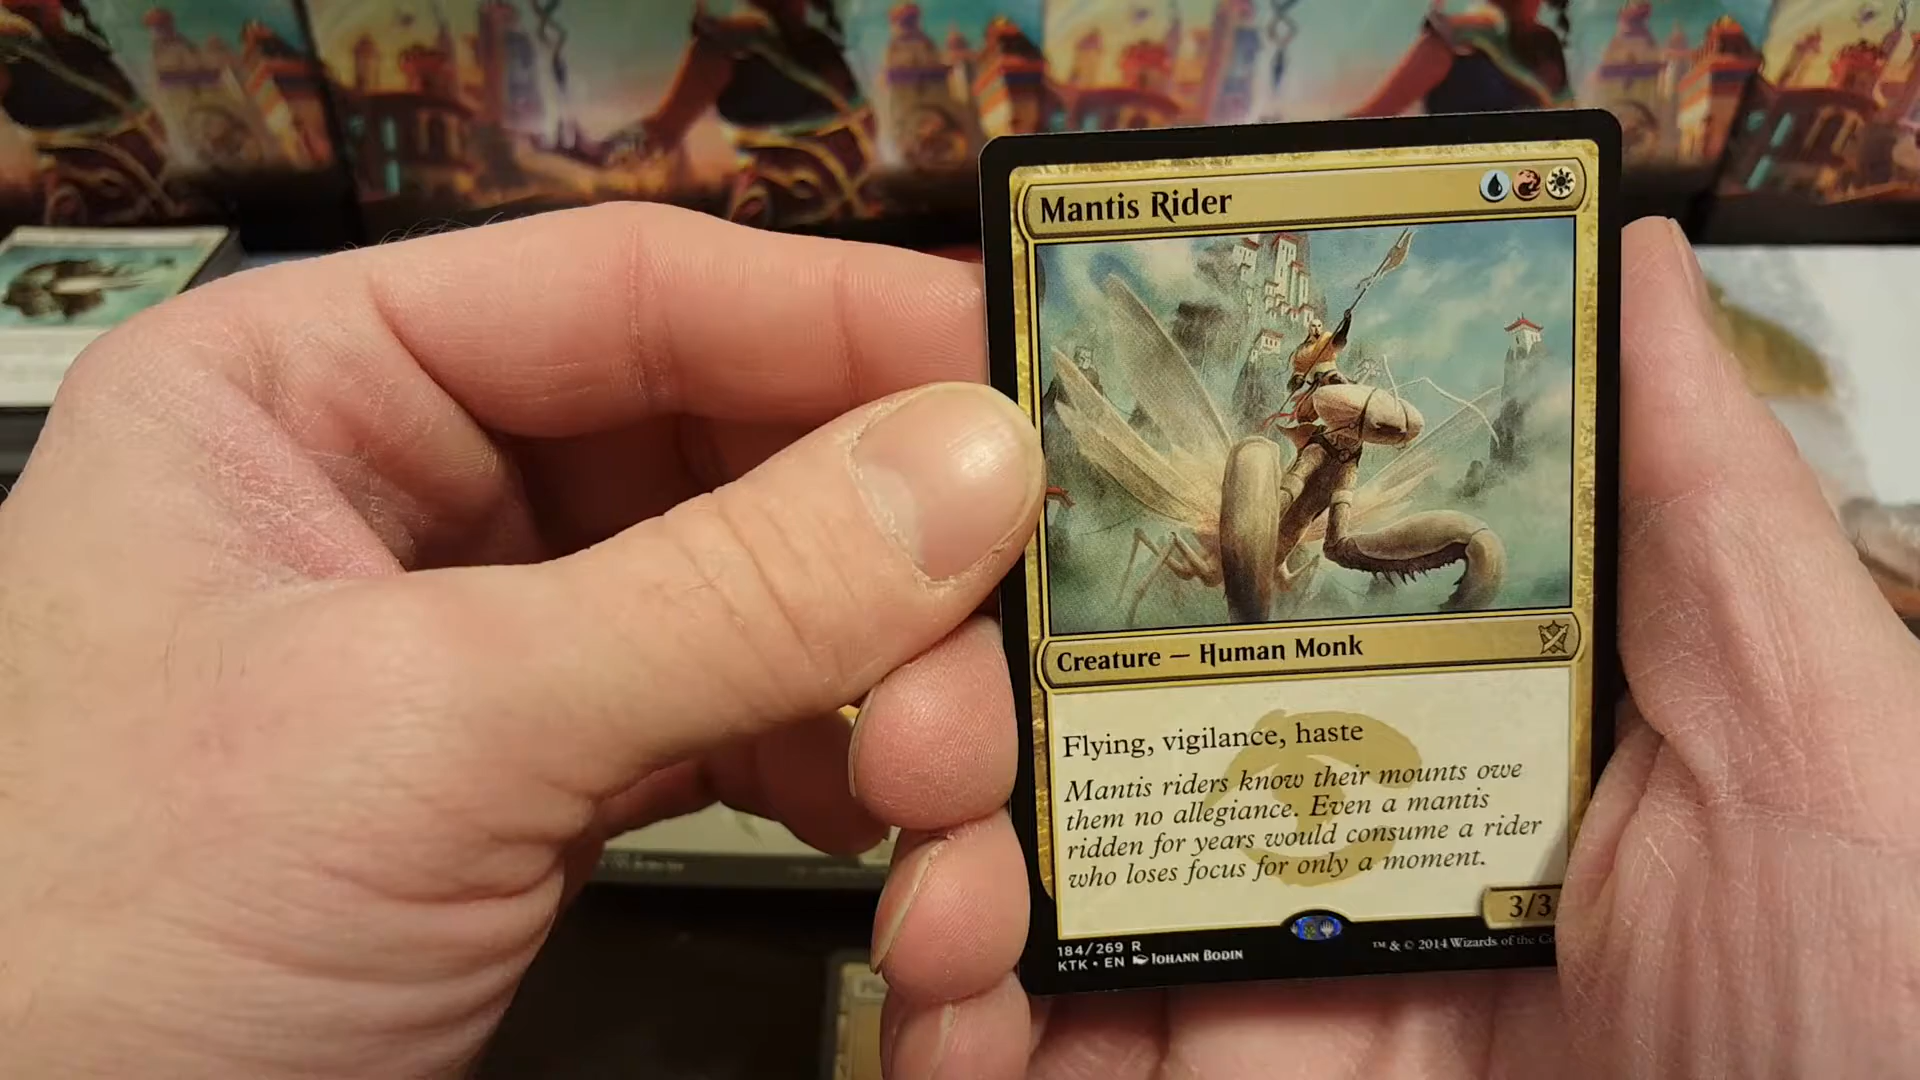 Mantis Rider
Creature — Human Monk
Flying, vigilance, haste
Mantis riders know their mounts owe
them no allegiance. Even a mantis
ridden for years would consume a rider
who loses focus for only a moment.
3/3
184/269 R
™ & © 2014 Wizards of the Co
KTK • EN Johann Bodin